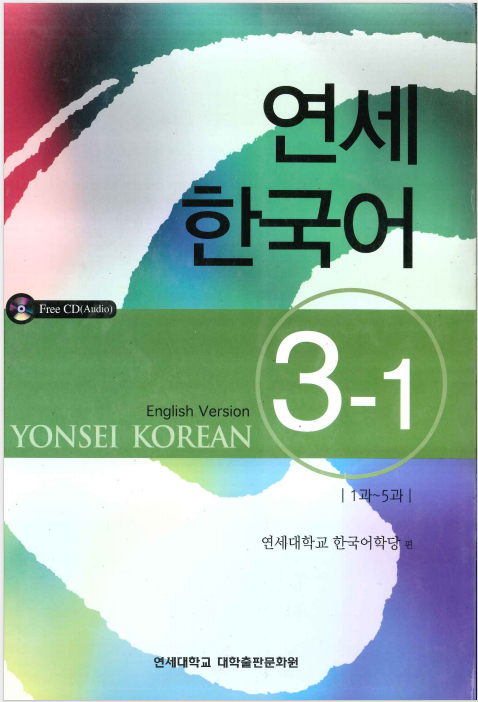 연세
한국어
Free CD(Audio)
3-1
English Version
YONSEI KOREAN
| 1과~5과 |
연세대학교 한국어학당 편
연세대학교 대학출판문화원